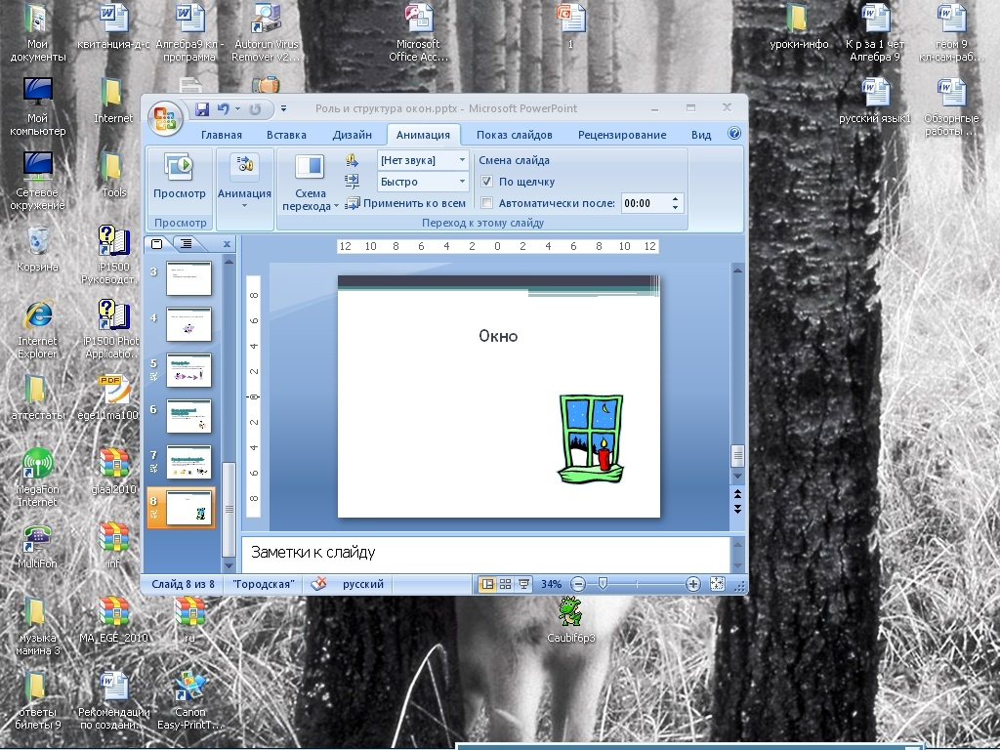 Мои документы
квитанция-д-с
Алгебра9 кл - программа
Autorun Virus Remover v2...
Microsoft Office Acc...
1
уроки-инфо
К р за 1 чет Алгебра 9
геом 9 кл-сам-раб...
Мой компьютер
Internet
русский язык1
Обзорные работы ...
Сетевое окружение
Tools
Корзина
iP1500 Руководст...
Internet Explorer
iP1500 Phot Applicatio...
аттестаты
ege11ma100
MegaFon Internet
giaal2010
MultiFon
inf
музыка мамина 3
MA_EGE_2010
ru
ответы билеты 9
Рекомендации по создани...
Canon Easy-PrintT...
Caubif6p3
Роль и структура окон.pptx - Microsoft PowerPoint
Главная Вставка Дизайн Анимация Показ слайдов Рецензирование Вид
Просмотр
Анимация
Схема перехода
[Нет звука]
Быстро
Применить ко всем
Смена слайда
По щелчку
Автоматически после: 00:00
Просмотр
Переход к этому слайду
12 10 8 6 4 2 0 2 4 6 8 10 12
8 6 4 2 0 2 4 6 8
3
4
5
6
7
8
Окно
Заметки к слайду
Слайд 8 из 8 "Городская" русский 34%